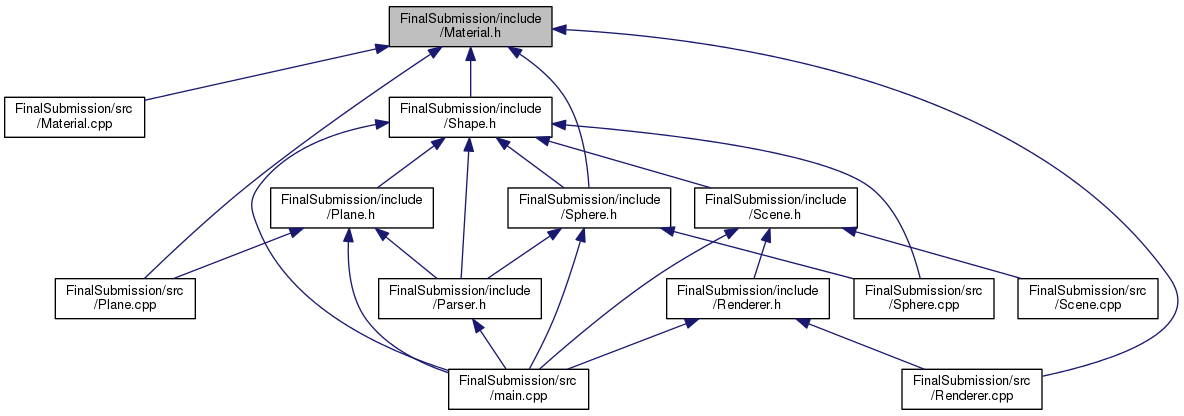 FinalSubmission/include
/Material.h
FinalSubmission/src
/Material.cpp
FinalSubmission/include
/Shape.h
FinalSubmission/include
/Plane.h
FinalSubmission/include
/Sphere.h
FinalSubmission/include
/Scene.h
FinalSubmission/src
/Plane.cpp
FinalSubmission/include
/Parser.h
FinalSubmission/include
/Renderer.h
FinalSubmission/src
/Sphere.cpp
FinalSubmission/src
/Scene.cpp
FinalSubmission/src
/main.cpp
FinalSubmission/src
/Renderer.cpp